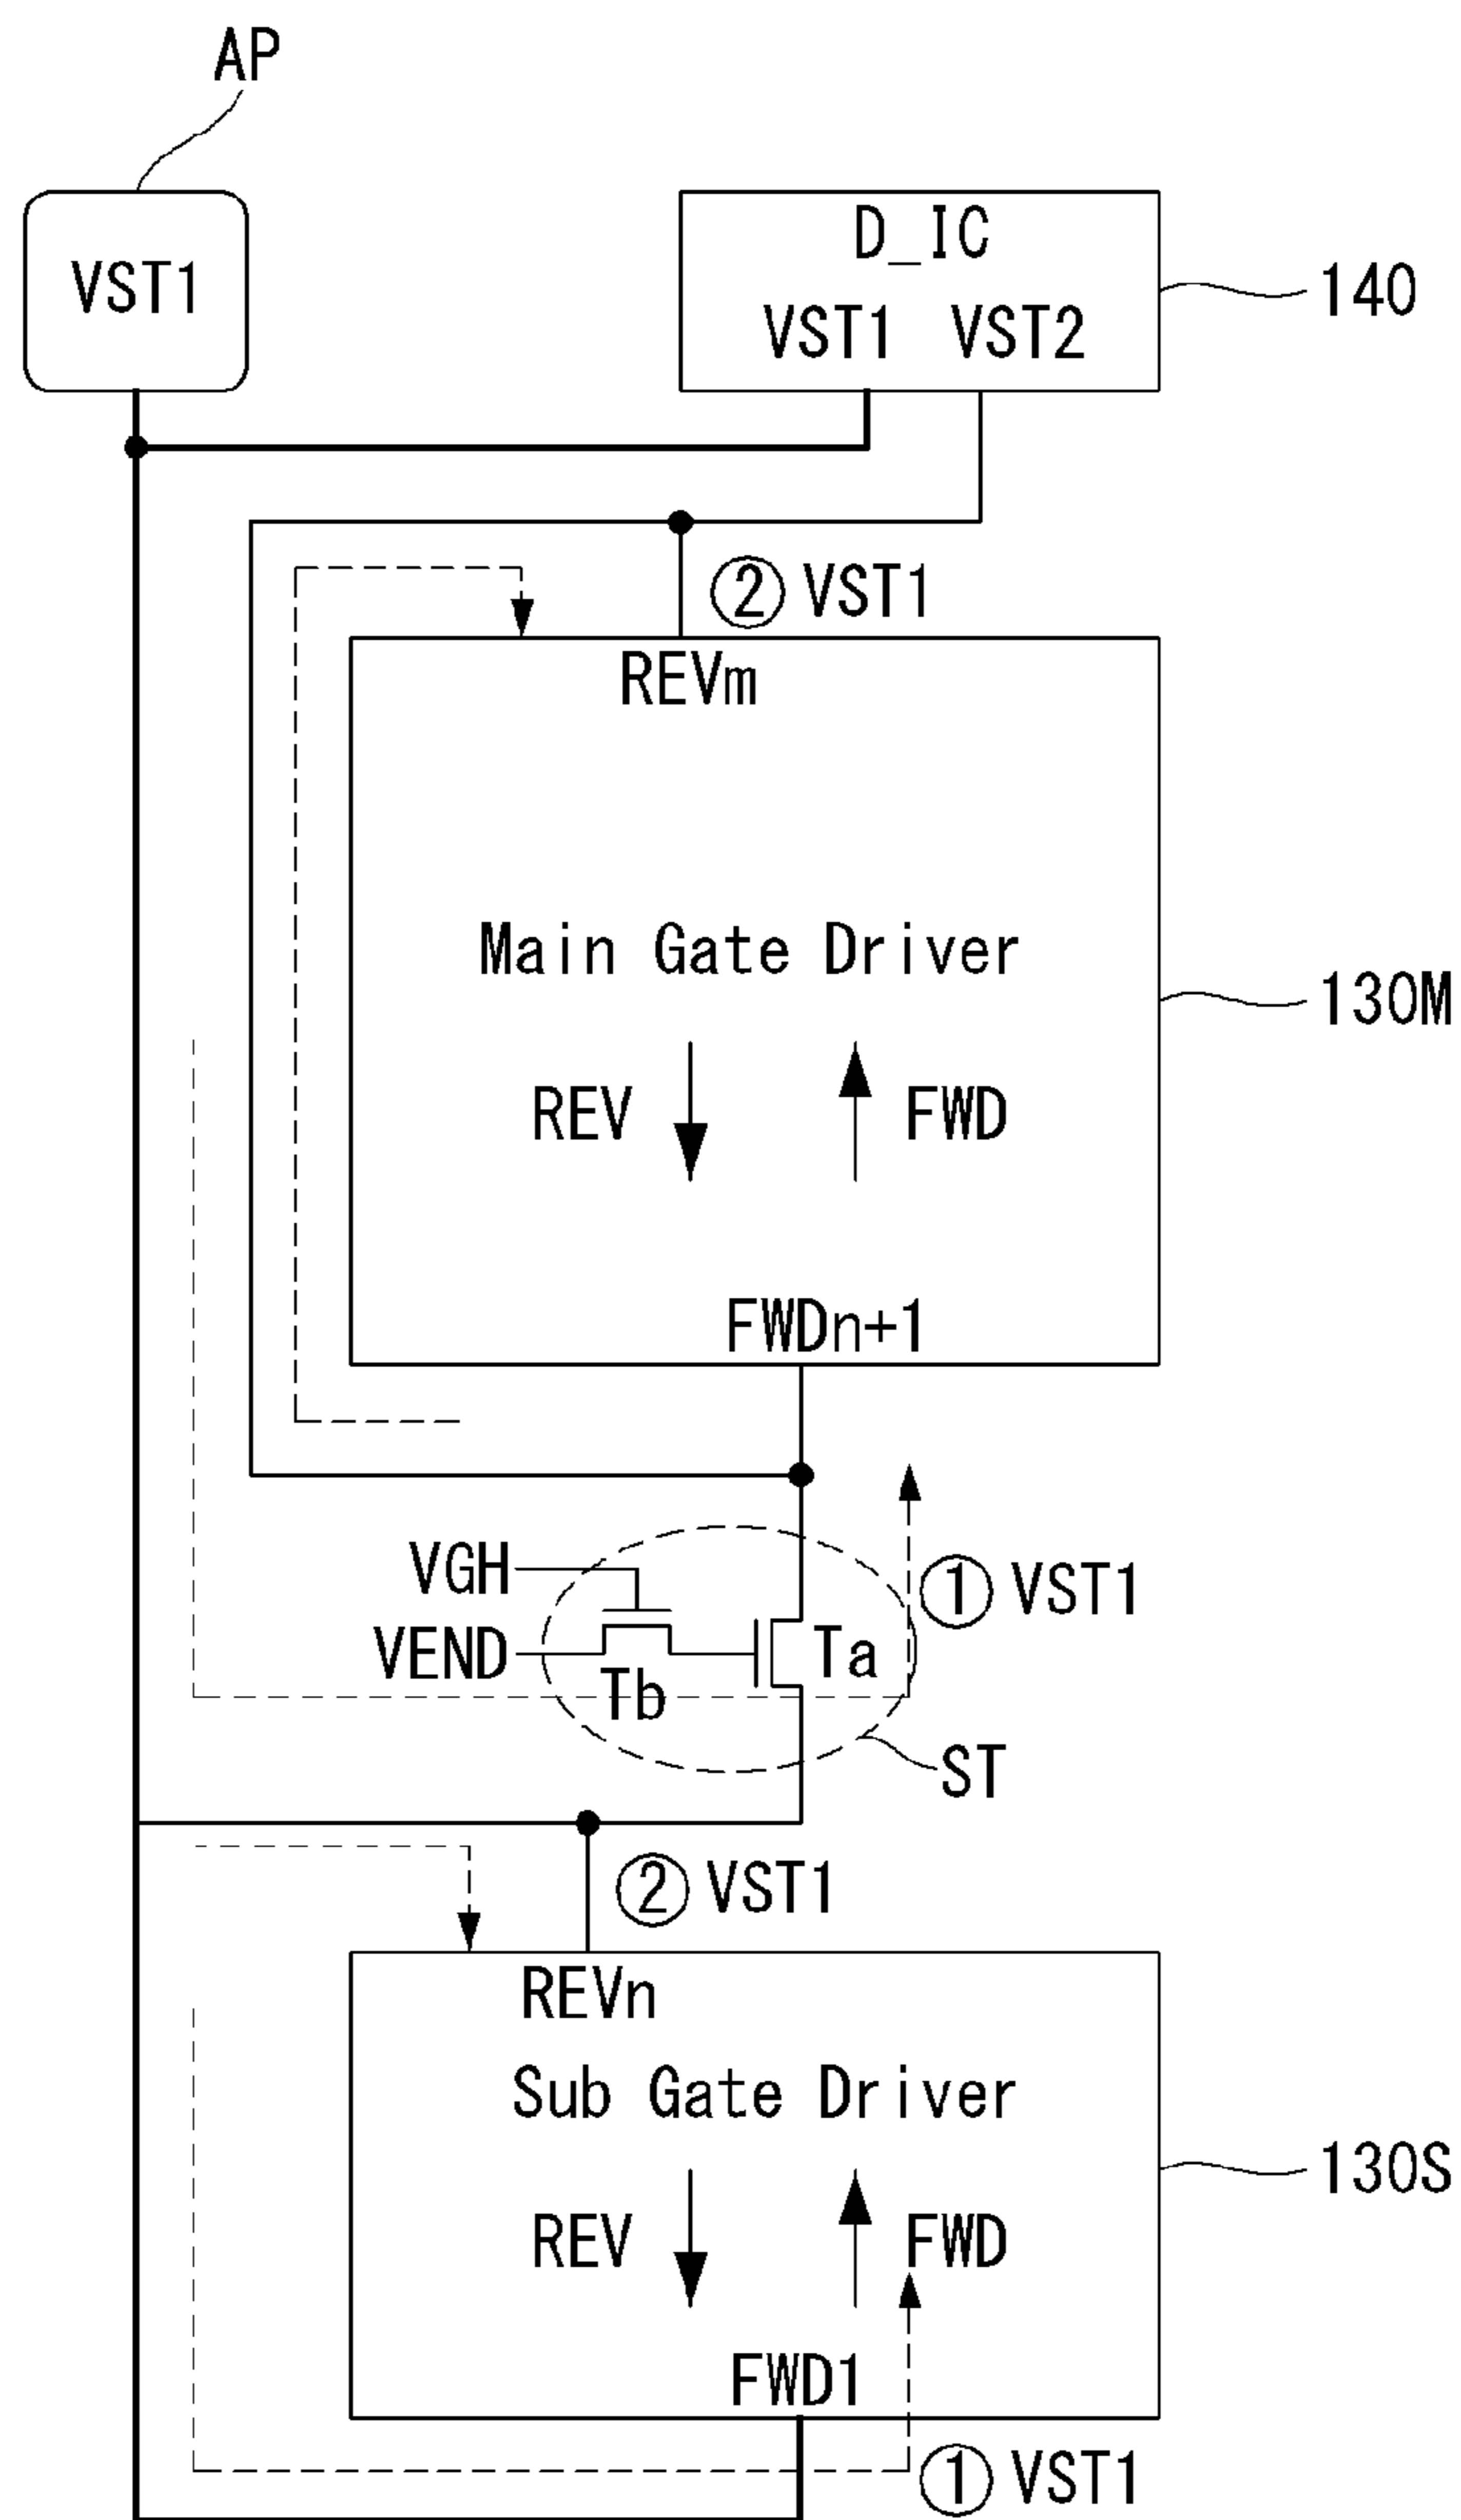 AP
VST1
D_IC
VST1 VST2
140
② VST1
REVm
Main Gate Driver
130M
REV
FWD
FWDn+1
VGH
① VST1
VEND
Ta
Tb
ST
② VST1
REVn
Sub Gate Driver
130S
REV
FWD
FWD1
① VST1